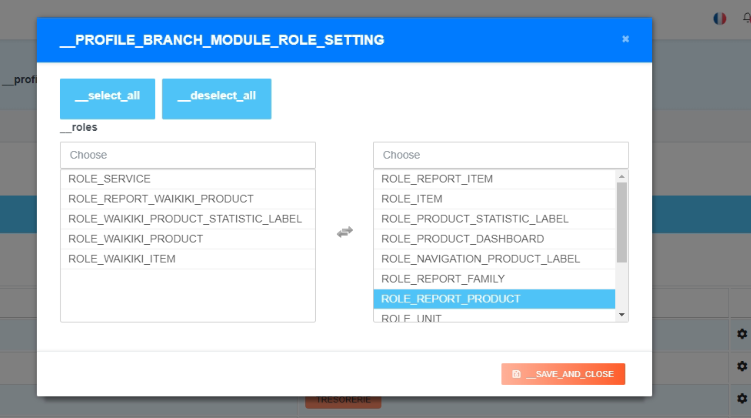 __PROFILE_BRANCH_MODULE_ROLE_SETTING
×
__profi
__select_all
__deselect_all
__roles
Choose
Choose
ROLE_SERVICE
ROLE_REPORT_WAIKIKI_PRODUCT
ROLE_WAIKIKI_PRODUCT_STATISTIC_LABEL
ROLE_WAIKIKI_PRODUCT
ROLE_WAIKIKI_ITEM
ROLE_REPORT_ITEM
ROLE_ITEM
ROLE_PRODUCT_STATISTIC_LABEL
ROLE_PRODUCT_DASHBOARD
ROLE_NAVIGATION_PRODUCT_LABEL
ROLE_REPORT_FAMILY
ROLE_REPORT_PRODUCT
ROLE_UNIT
__SAVE_AND_CLOSE
TRESORERIE